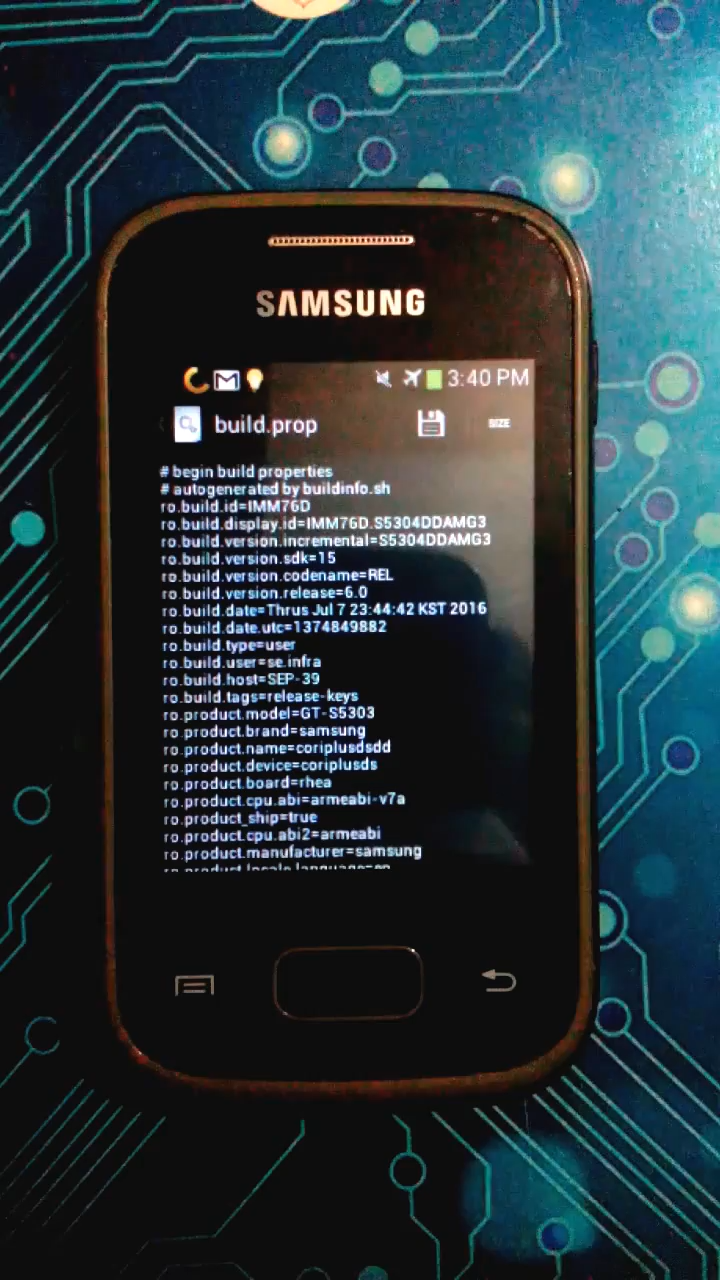 SAMSUNG
3:40 PM
build.prop
SIZE
# begin build properties
# autogenerated by buildinfo.sh
ro.build.id=IMM76D
ro.build.display.id=IMM76D.S5304DDAMG3
ro.build.version.incremental=S5304DDAMG3
ro.build.version.sdk=15
ro.build.version.codename=REL
ro.build.version.release=6.0
ro.build.date=Thrus Jul 7 23:44:42 KST 2016
ro.build.date.utc=1374849882
ro.build.type=user
ro.build.user=se.infra
ro.build.host=SEP-39
ro.build.tags=release-keys
ro.product.model=GT-S5303
ro.product.brand=samsung
ro.product.name=coriplusdsdd
ro.product.device=coriplusds
ro.product.board=rhea
ro.product.cpu.abi=armeabi-v7a
ro.product_ship=true
ro.product.cpu.abi2=armeabi
ro.product.manufacturer=samsung
ro.product.locale.language=en